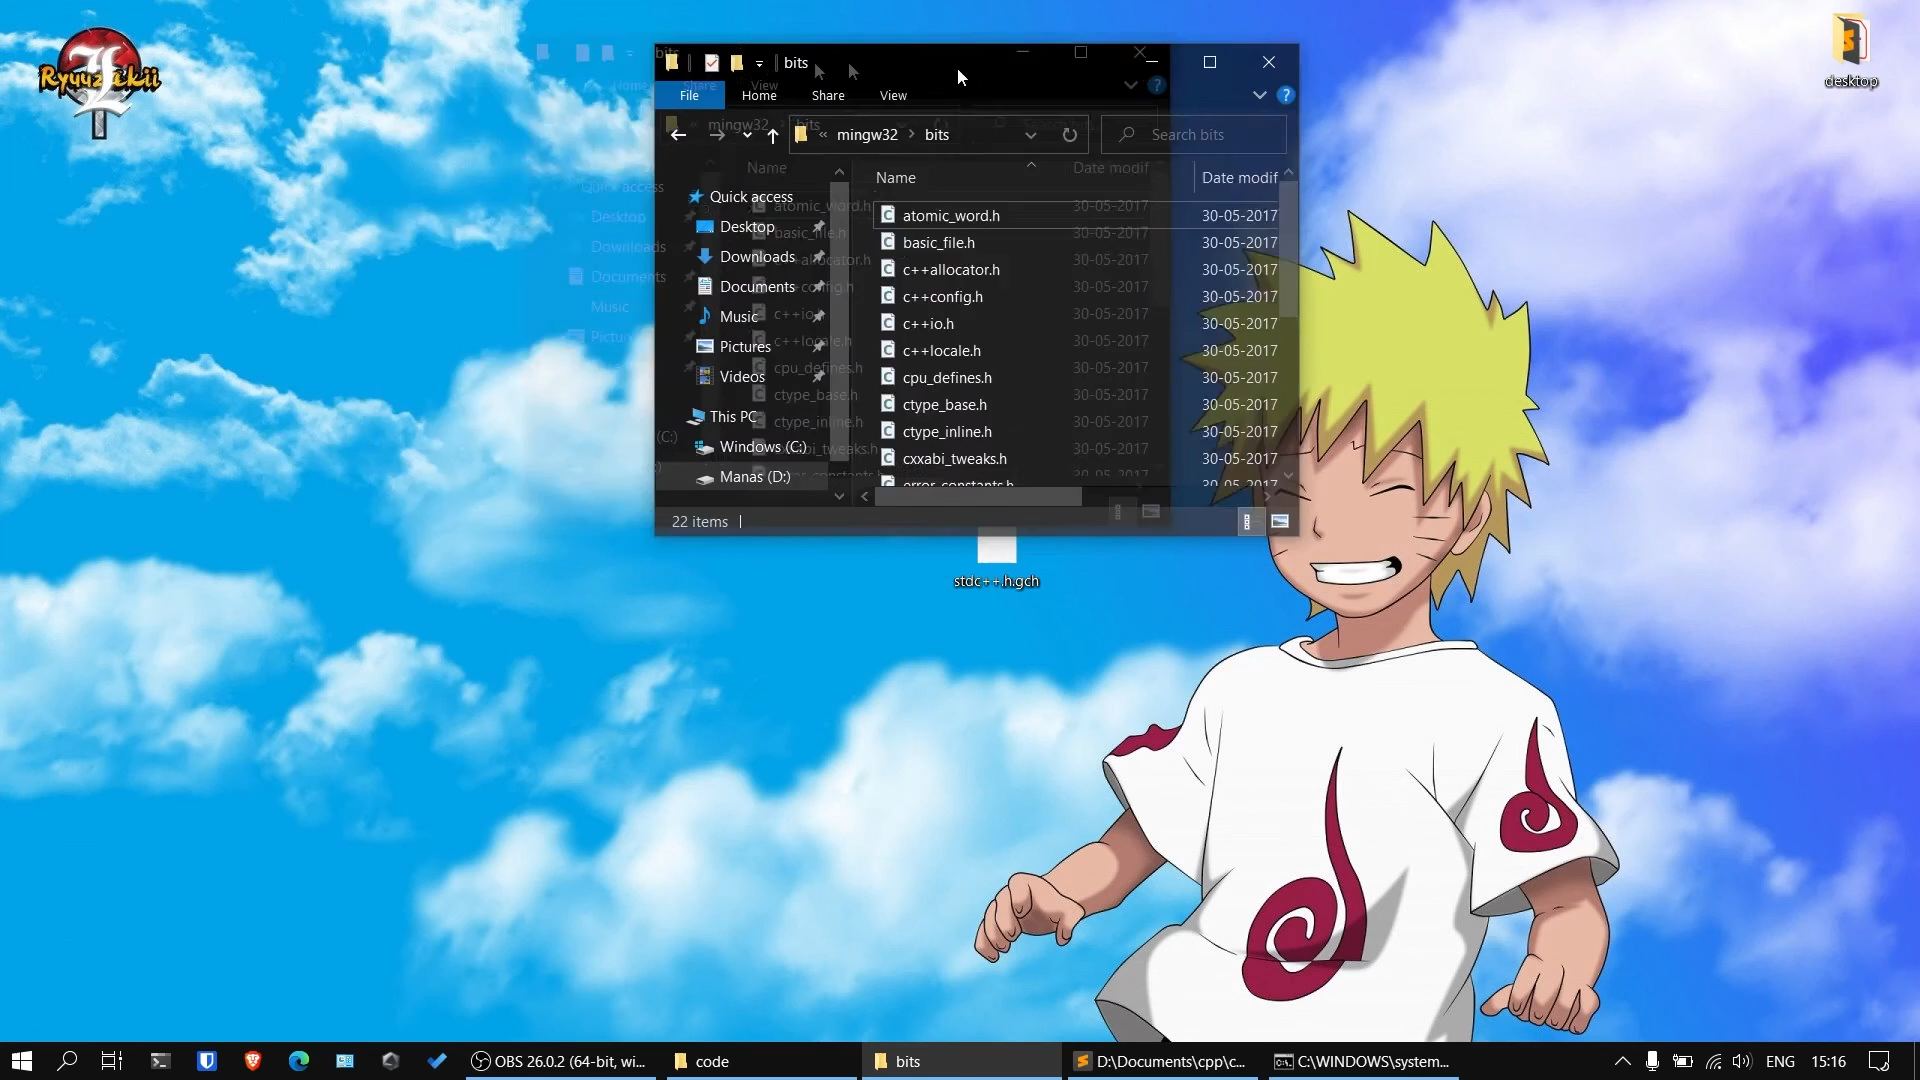 Ryuuzakii
desktop
bits
File
Home
Share
View
mingw32
bits
Search bits
Name
Date modif
Quick access
Desktop
Downloads
Documents
Music
Pictures
Videos
This PC
Windows (C:)
Manas (D:)
atomic_word.h 30-05-2017
basic_file.h 30-05-2017
c++allocator.h 30-05-2017
c++config.h 30-05-2017
c++io.h 30-05-2017
c++locale.h 30-05-2017
cpu_defines.h 30-05-2017
ctype_base.h 30-05-2017
ctype_inline.h 30-05-2017
cxxabi_tweaks.h 30-05-2017
error_constants.h 30-05-2017
22 items
stdc++.h.gch
OBS 26.0.2 (64-bit, wi...
code
bits
D:\Documents\cpp\c...
C:\WINDOWS\system...
ENG
15:16